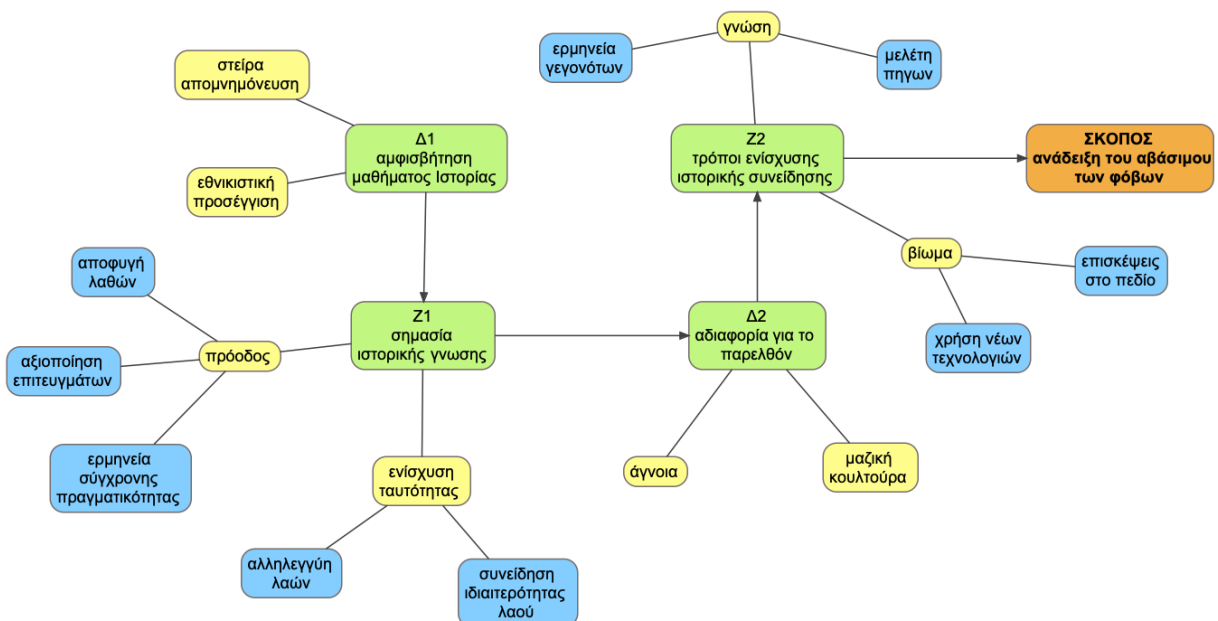 γνώση
ερμηνεία
γεγονότων
μελέτη
πηγων
στείρα
απομνημόνευση
Δ1
αμφισβήτηση
μαθήματος Ιστορίας
εθνικιστική
προσέγγιση
Ζ2
τρόποι ενίσχυσης
ιστορικής συνείδησης
ΣΚΟΠΟΣ
ανάδειξη του αβάσιμου
των φόβων
βίωμα
επισκέψεις
στο πεδίο
χρήση νέων
τεχνολογιών
αποφυγή
λαθών
αξιοποίηση
επιτευγμάτων
πρόοδος
ερμηνεία
σύγχρονης
πραγματικότητας
Ζ1
σημασία
ιστορικής γνωσης
Δ2
αδιαφορία για το
παρελθόν
ενίσχυση
ταυτότητας
άγνοια
μαζική
κουλτούρα
αλληλεγγύη
λαών
συνείδηση
ιδιαιτερότητας
λαού